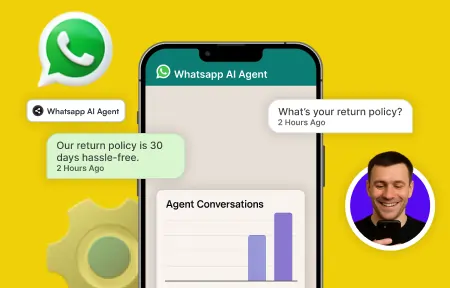 Whatsapp AI Agent
Whatsapp AI Agent
What's your return policy?
2 Hours Ago
Our return policy is 30
days hassle-free.
2 Hours Ago
Agent Conversations